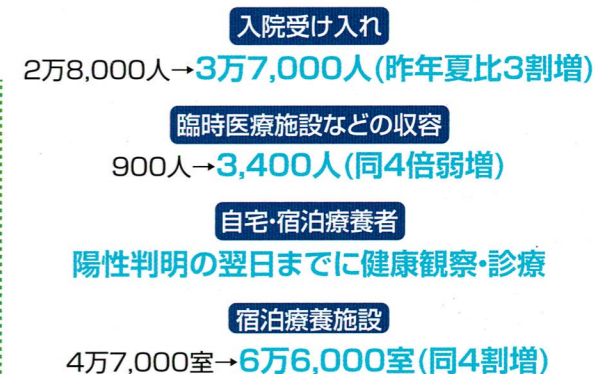 入院受け入れ
2万8,000人→3万7,000人(昨年夏比3割増)
臨時医療施設などの収容
900人→3,400人(同4倍弱増)
自宅・宿泊療養者
陽性判明の翌日までに健康観察・診療
宿泊療養施設
4万7,000室→6万6,000室(同4割増)